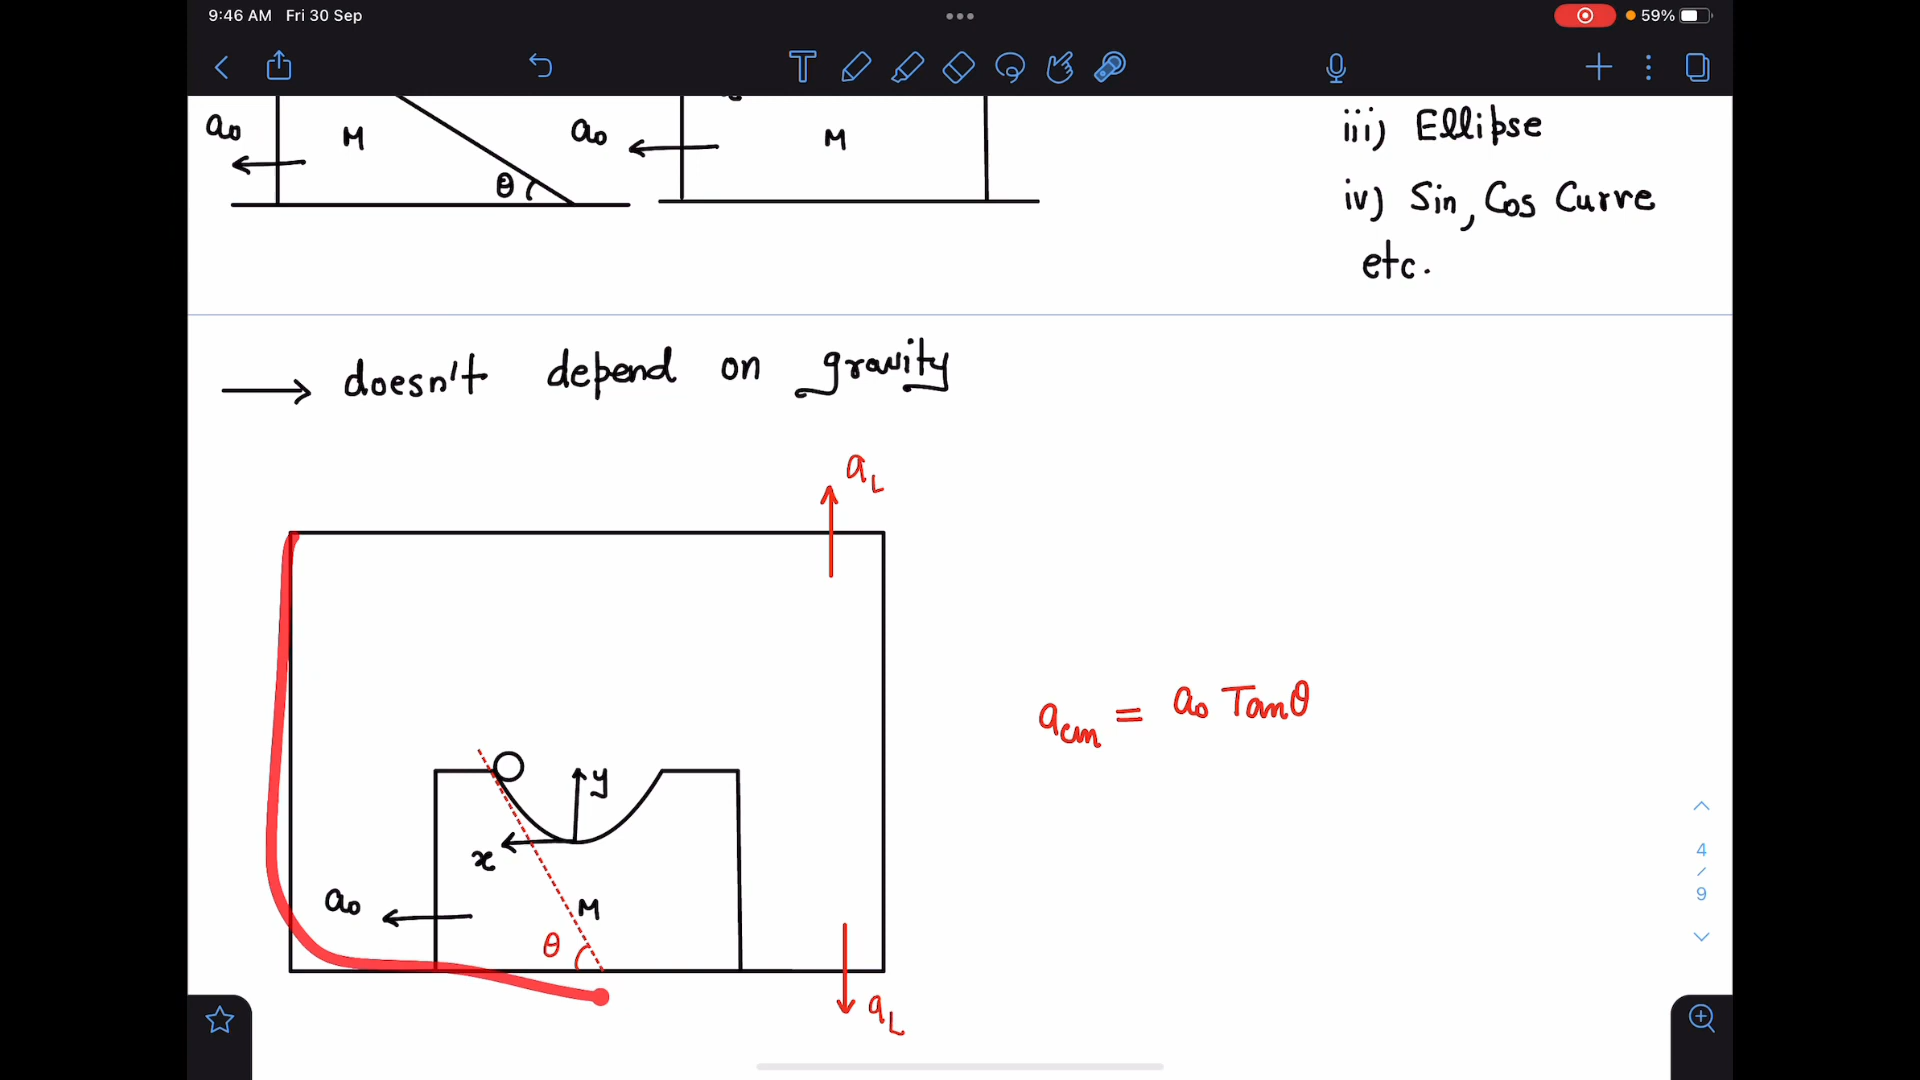 9:46 AM Fri 30 Sep
59%
a₀ M θ
a₀ M
iii) Ellipse
iv) Sin, Cos Curve
etc.
→ doesn't depend on gravity
a_L
a_cm = a₀ Tanθ
y
x
a₀
M
θ
a_L
4
/
9